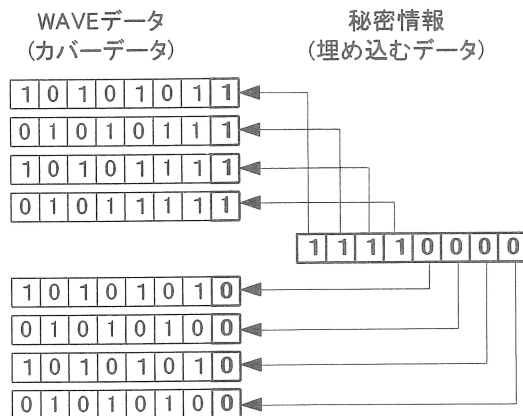 WAVEデータ
(カバーデータ)
秘密情報
(埋め込むデータ)
1 0 1 0 1 0 1 1
0 1 0 1 0 1 1 1
1 0 1 0 1 1 1 1
0 1 0 1 1 1 1 1
1 1 1 1 0 0 0 0
1 0 1 0 1 0 1 0
0 1 0 1 0 1 0 0
1 0 1 0 1 0 1 0
0 1 0 1 0 1 0 0